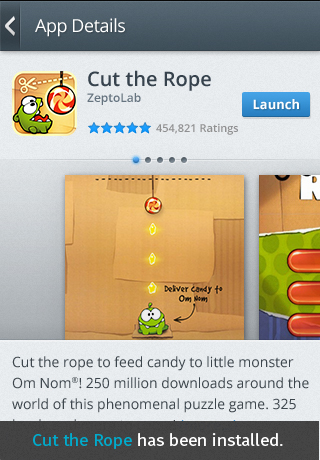 App Details
Cut the Rope
ZeptoLab
Launch
454,821 Ratings
Deliver candy to
Om Nom
Cut the rope to feed candy to little monster
Om Nom®! 250 million downloads around the
world of this phenomenal puzzle game. 325
Cut the Rope has been installed.